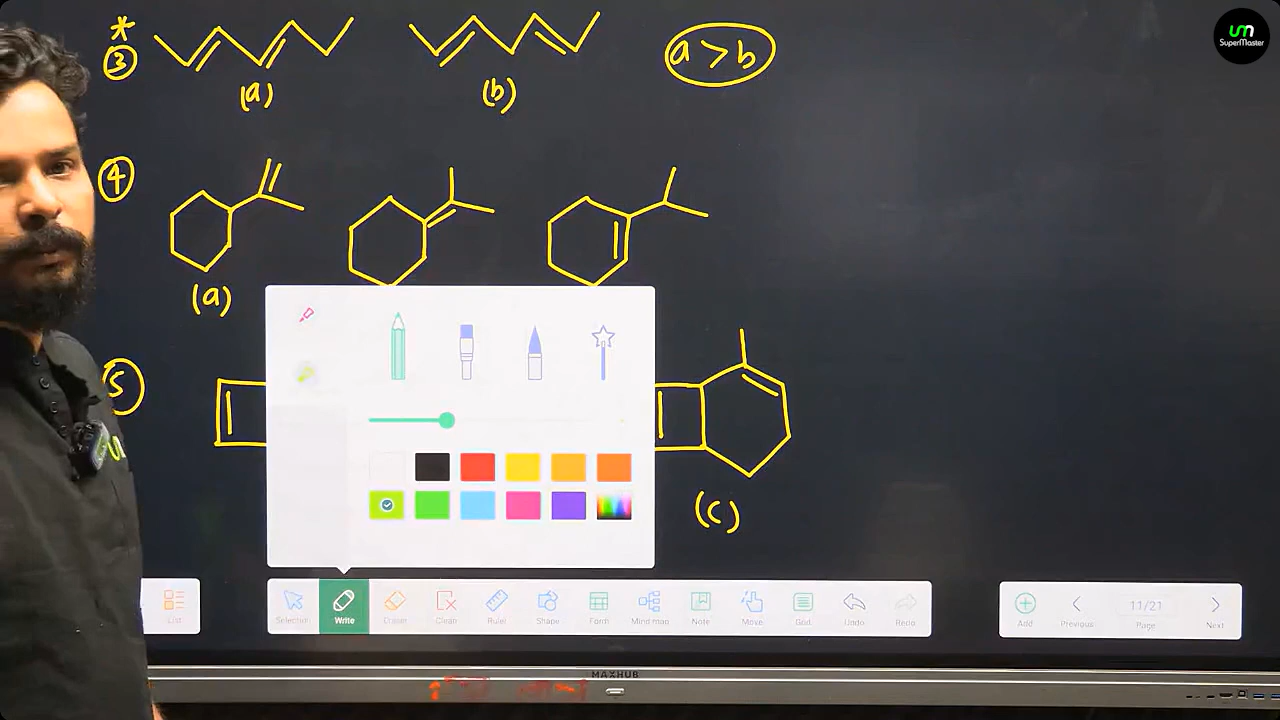 *
3
(a)
(b)
a > b
um
SuperMaster
4
(a)
5
(c)
List
Selection
Write
Eraser
Clean
Ruler
Shape
Form
Mind map
Note
Move
Grid
Undo
Redo
Add
Previous
11/21
Page
Next
MAXHUB